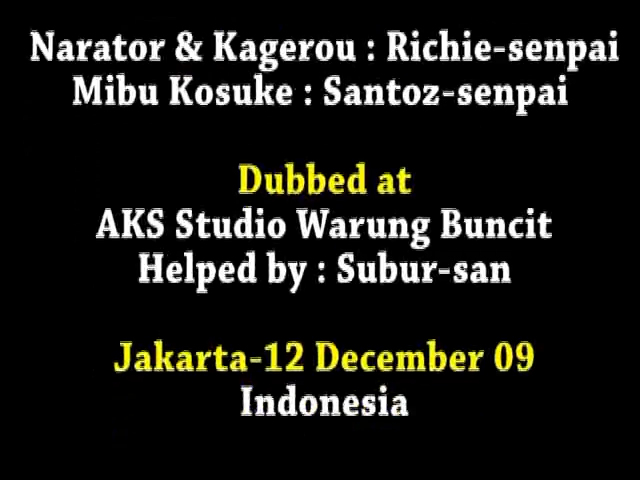 Narator & Kagerou : Richie-senpai
Mibu Kosuke : Santoz-senpai
Dubbed at
AKS Studio Warung Buncit
Helped by : Subur-san
Jakarta-12 December 09
Indonesia